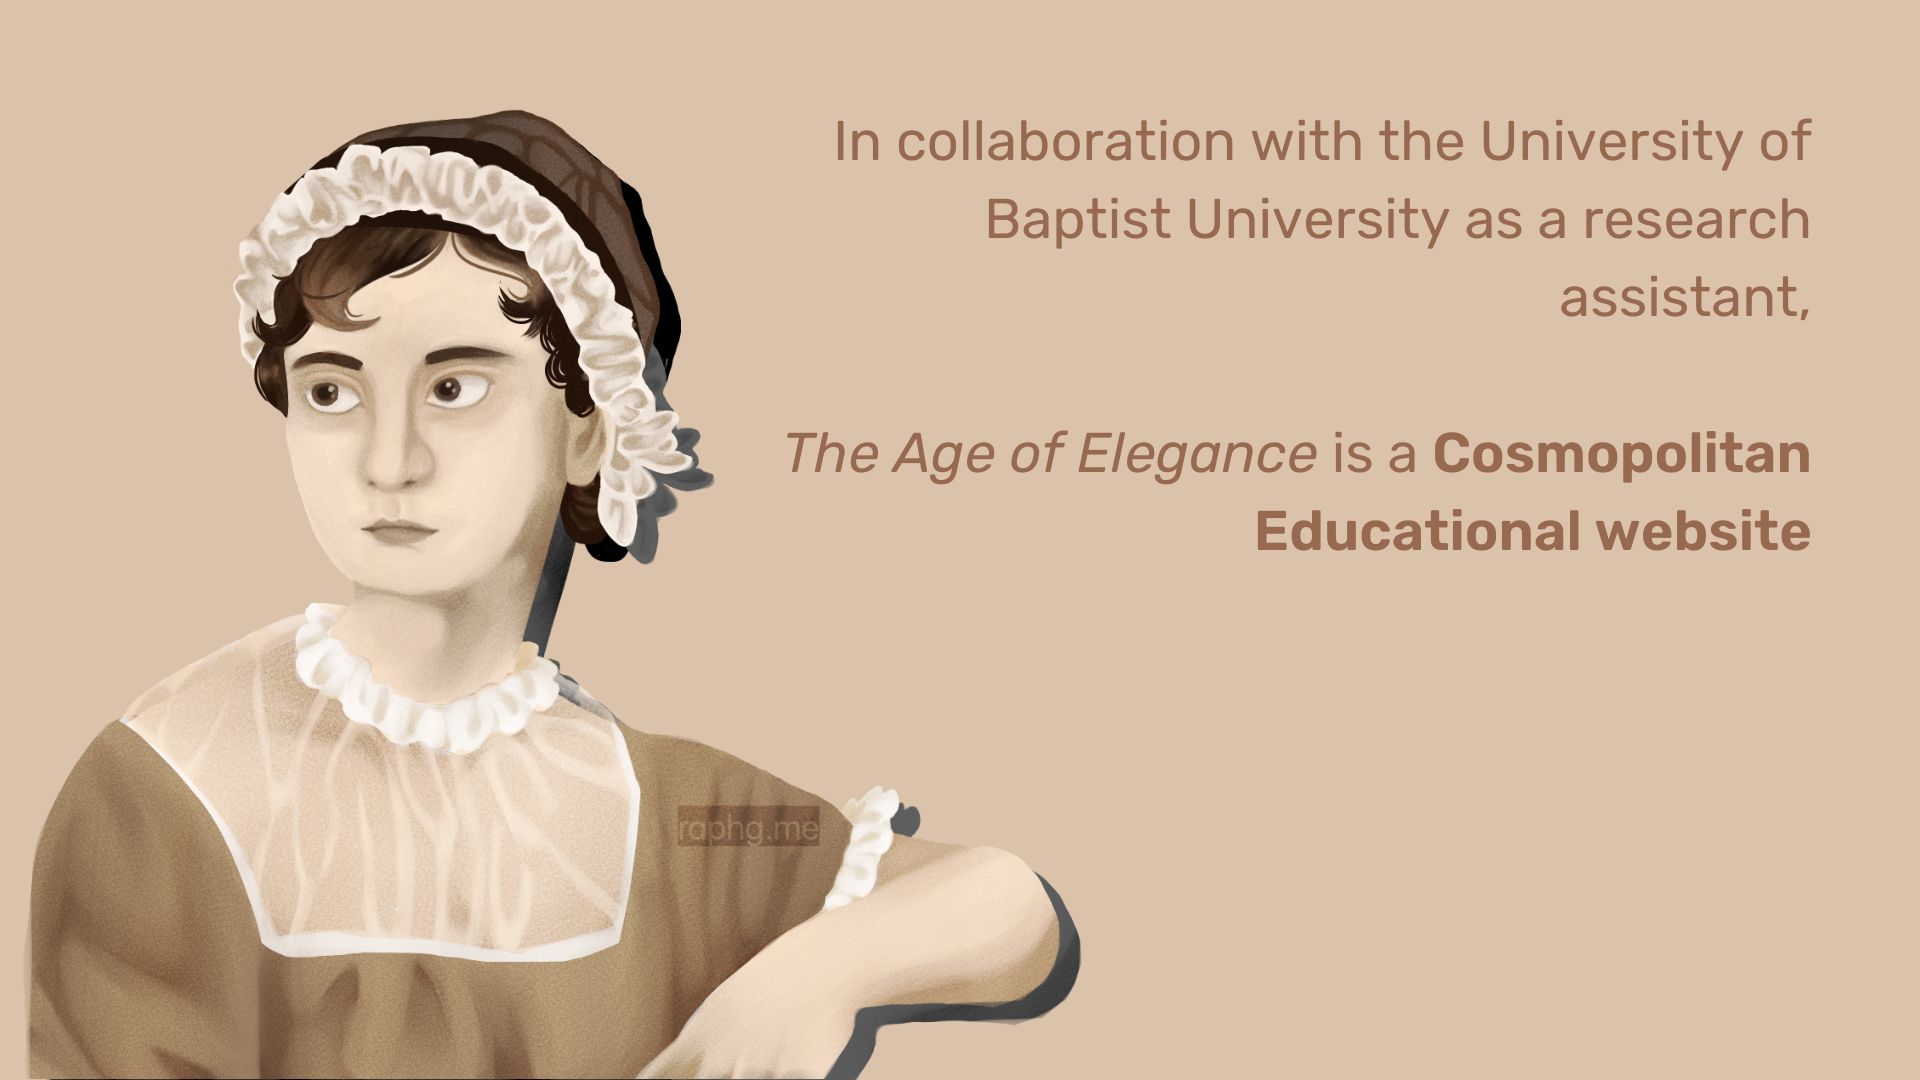 In collaboration with the University of
Baptist University as a research
assistant,
The Age of Elegance is a Cosmopolitan
Educational website
raphg.me